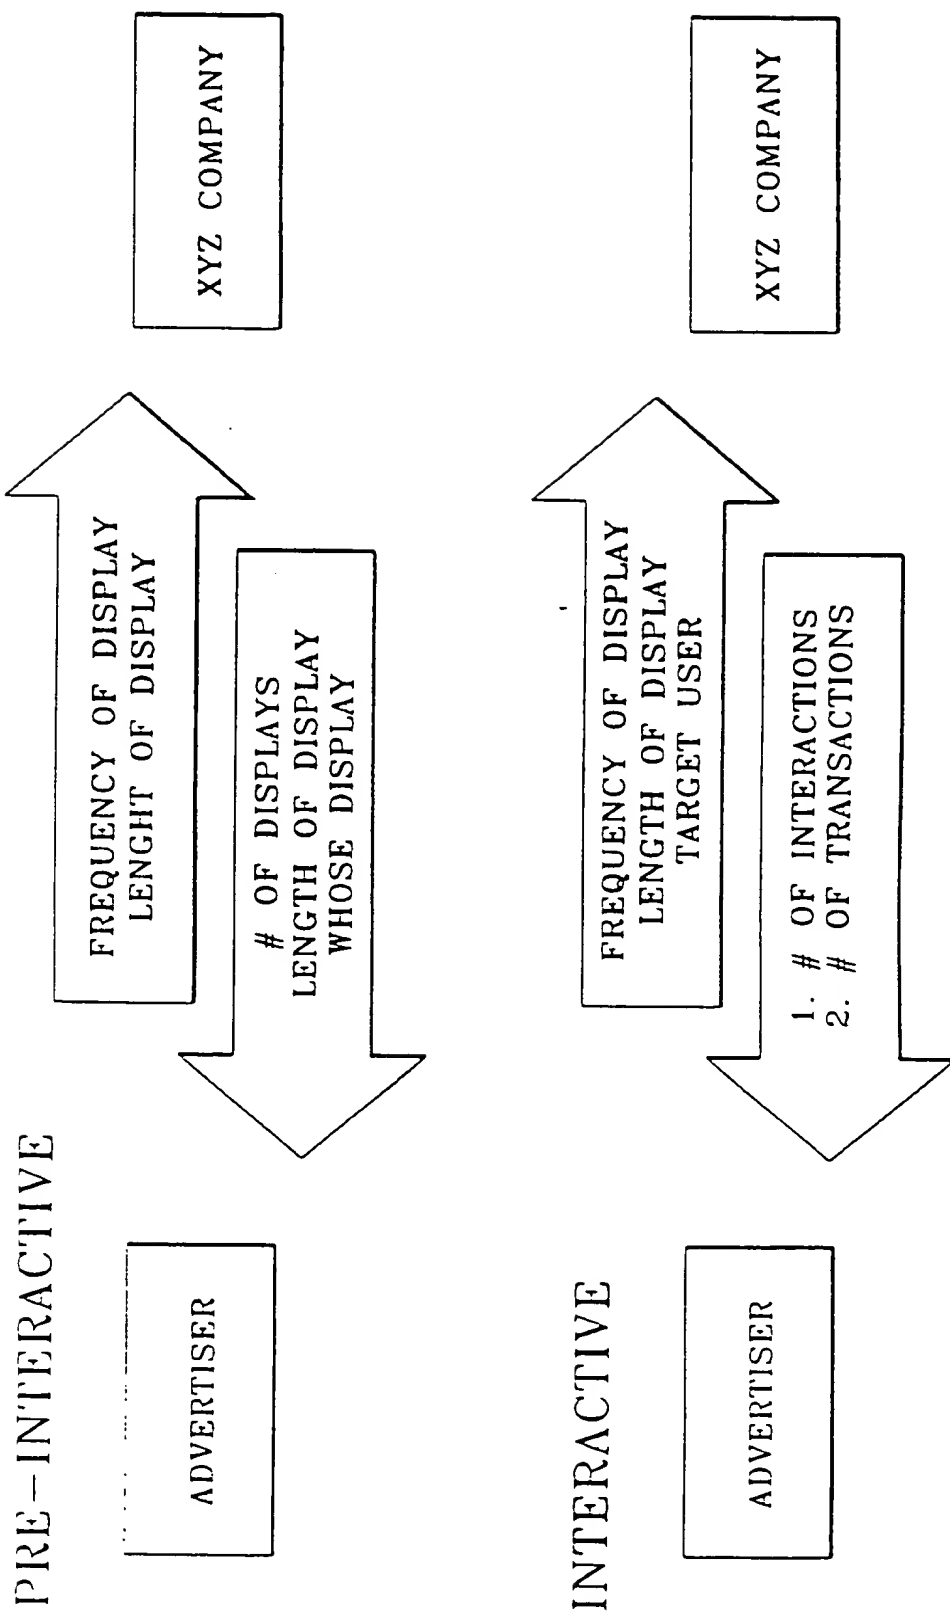 PRE-INTERACTIVE
ADVERTISER
FREQUENCY OF DISPLAY
LENGHT OF DISPLAY
# OF DISPLAYS
LENGTH OF DISPLAY
WHOSE DISPLAY
XYZ COMPANY
INTERACTIVE
ADVERTISER
FREQUENCY OF DISPLAY
LENGTH OF DISPLAY
TARGET USER
1. # OF INTERACTIONS
2. # OF TRANSACTIONS
XYZ COMPANY